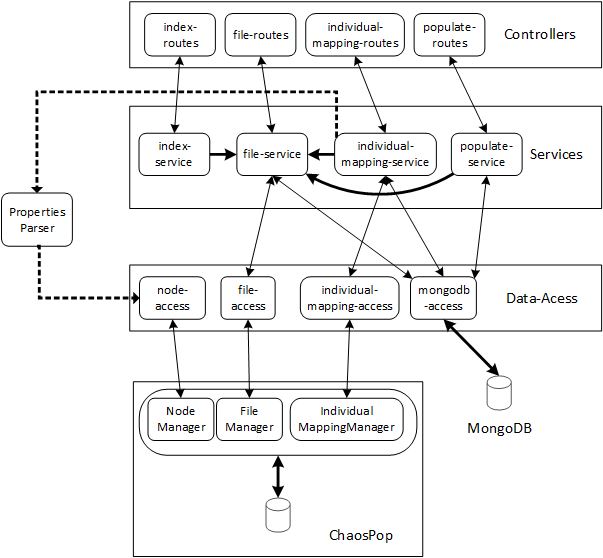 index-
routes
file-routes
individual-
mapping-routes
populate-
routes
Controllers
index-
service
file-service
individual-
mapping-service
populate-
service
Services
Properties
Parser
node-
access
file-
access
individual-
mapping-access
mongodb
-access
Data-Acess
Node
Manager
File
Manager
Individual
MappingManager
MongoDB
ChaosPop